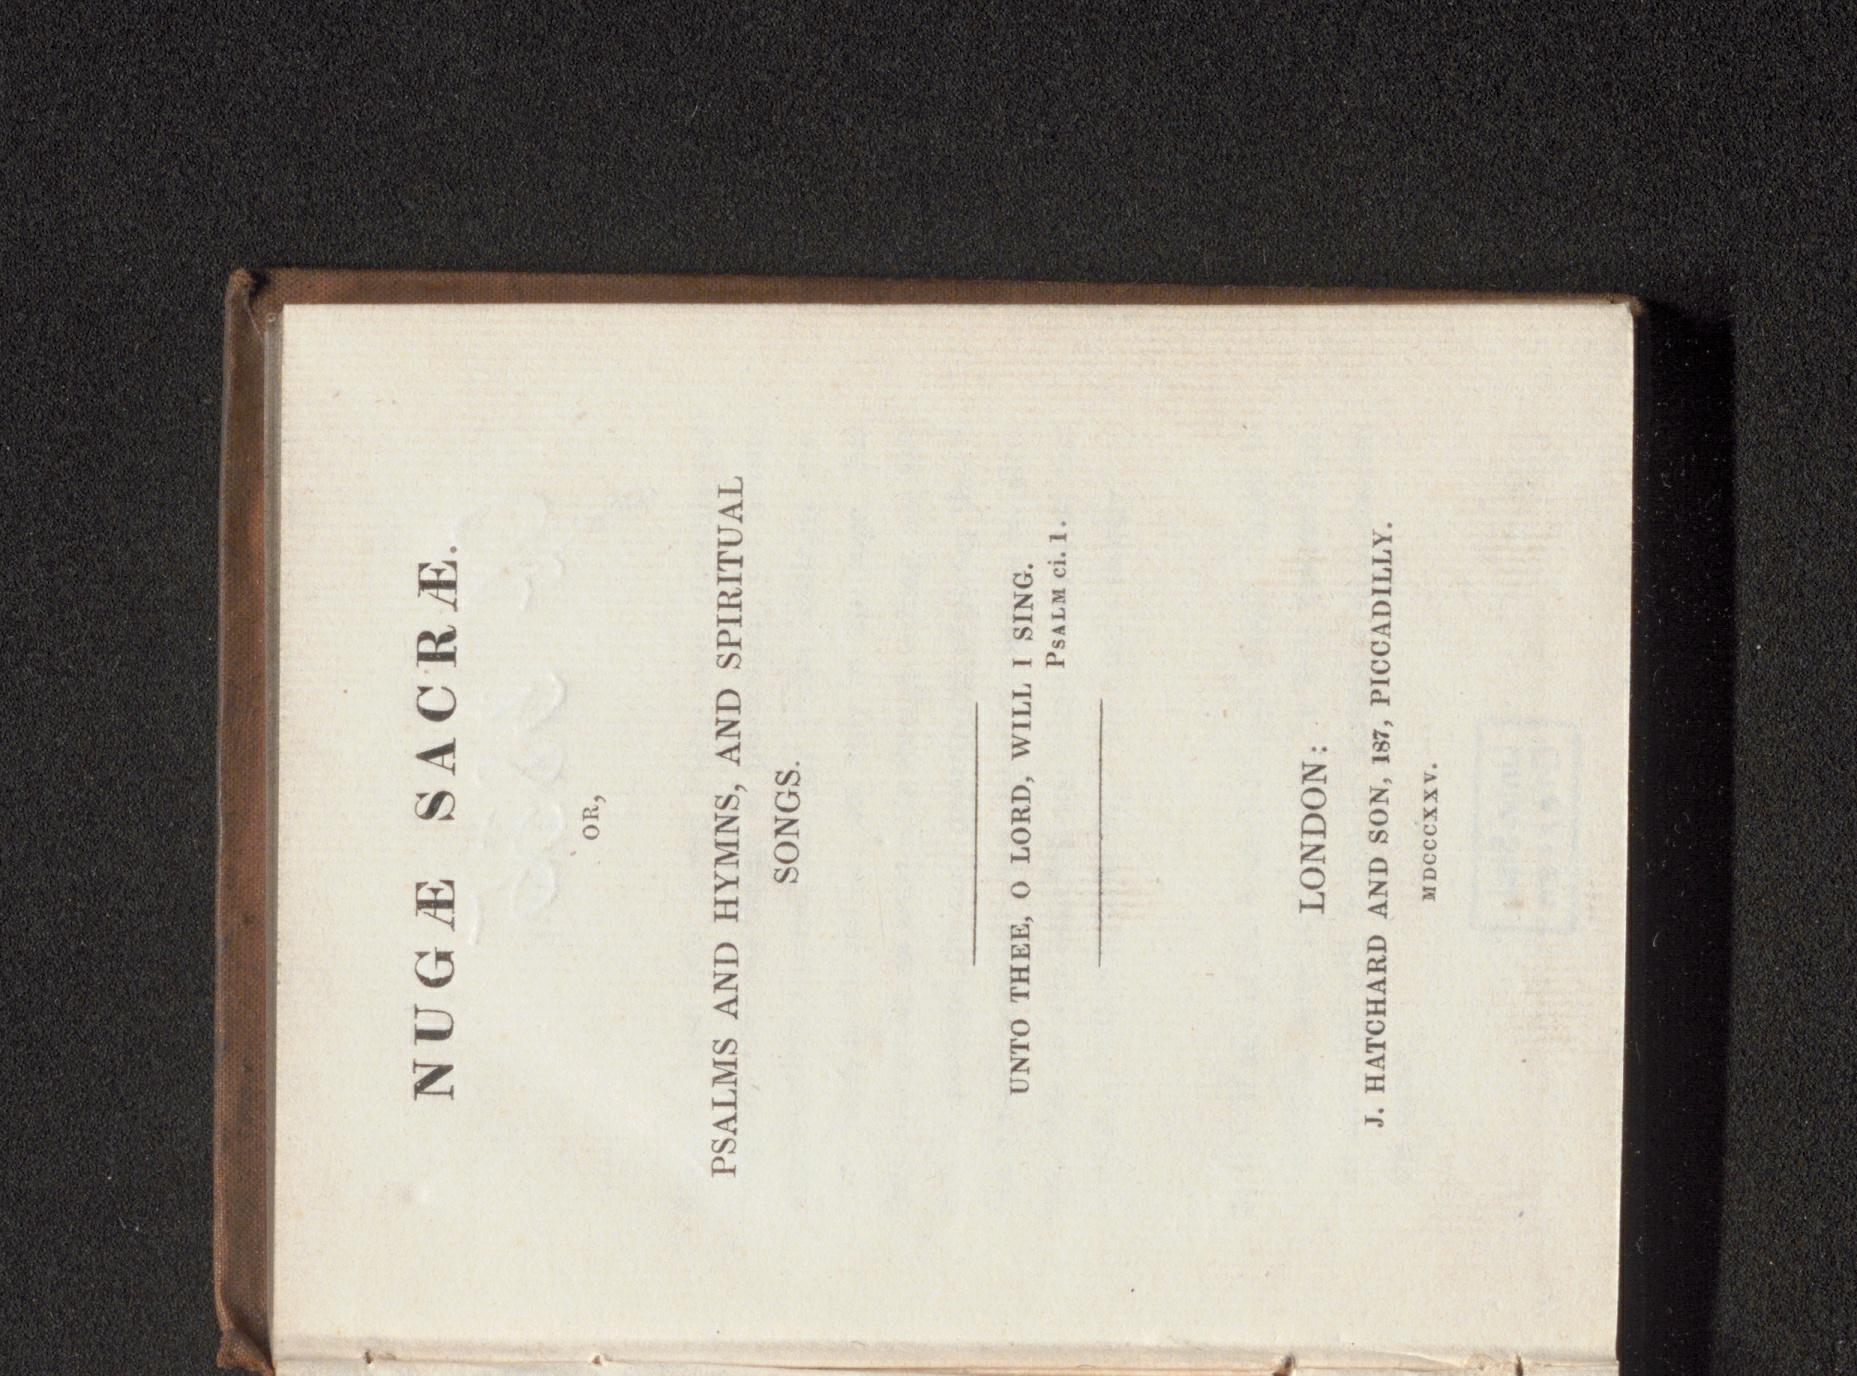 NUGÆ SACRÆ.
OR,
PSALMS AND HYMNS, AND SPIRITUAL
SONGS.
UNTO THEE, O LORD, WILL I SING.
PSALM ci. 1.
LONDON:
J. HATCHARD AND SON, 187, PICCADILLY.
MDCCCXXV.